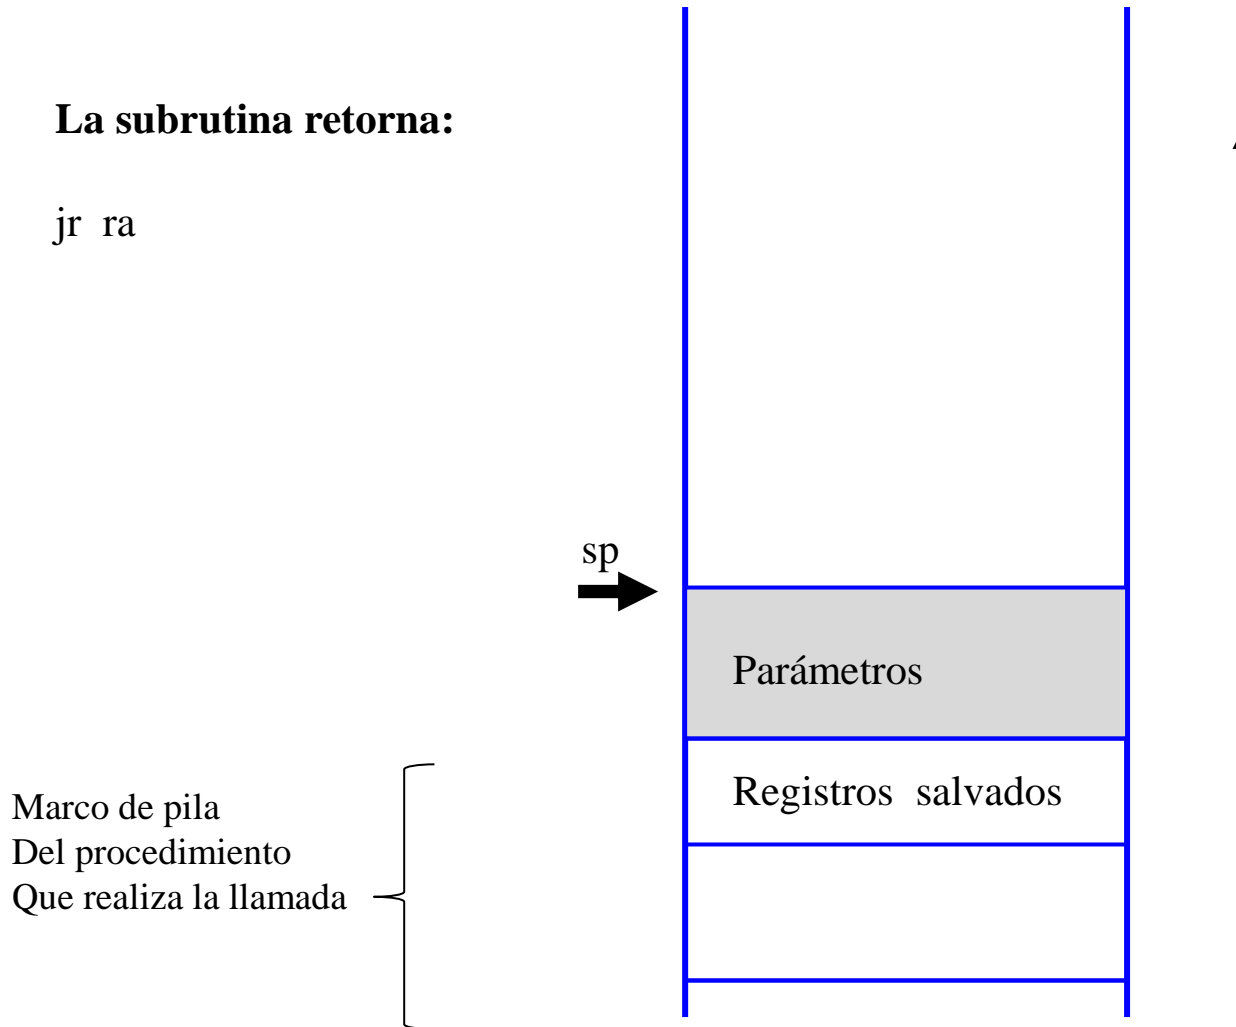 La subrutina retorna:
jr ra
sp
Parámetros
Registros salvados
Marco de pila
Del procedimiento
Que realiza la llamada